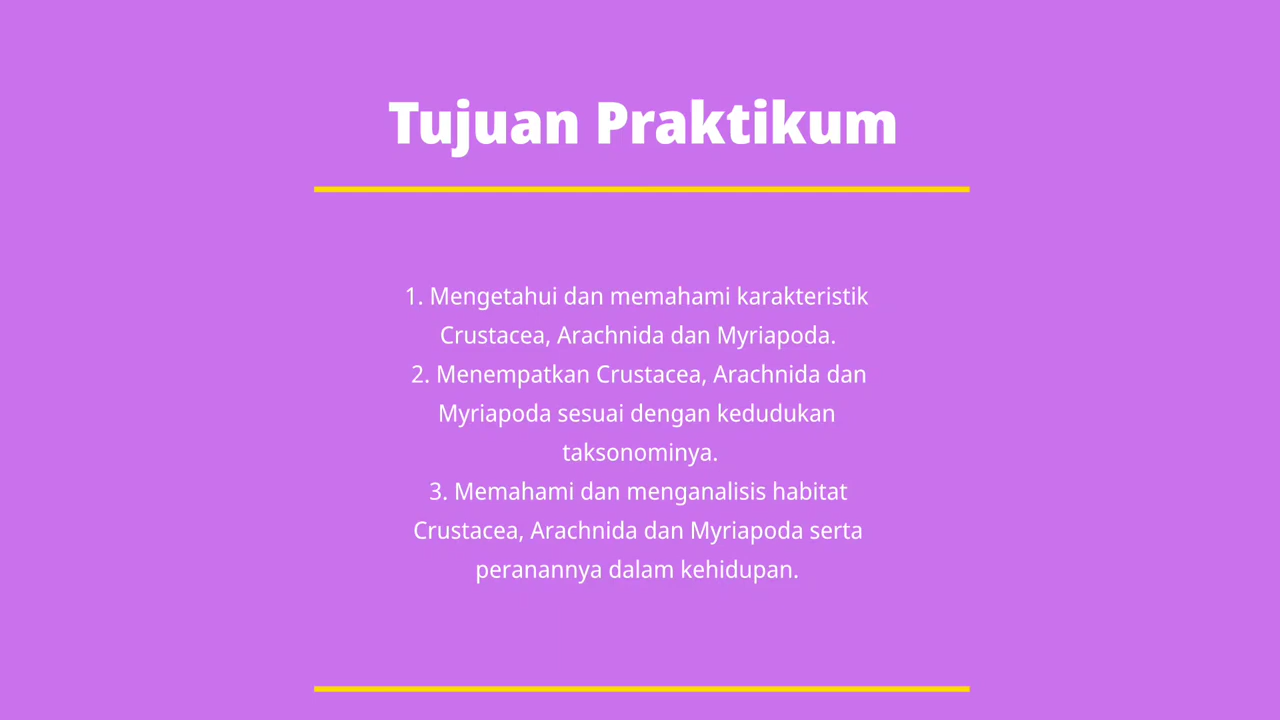 Tujuan Praktikum
1. Mengetahui dan memahami karakteristik
Crustacea, Arachnida dan Myriapoda.
2. Menempatkan Crustacea, Arachnida dan
Myriapoda sesuai dengan kedudukan
taksonominya.
3. Memahami dan menganalisis habitat
Crustacea, Arachnida dan Myriapoda serta
peranannya dalam kehidupan.